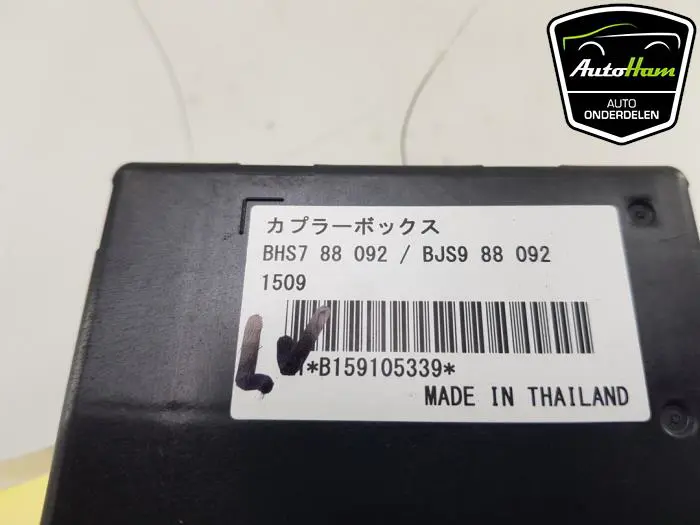 AutoHam
AUTO
ONDERDELEN
カプラーボックス
BHS7 88 092 / BJS9 88 092
1509
*B159105339*
MADE IN THAILAND